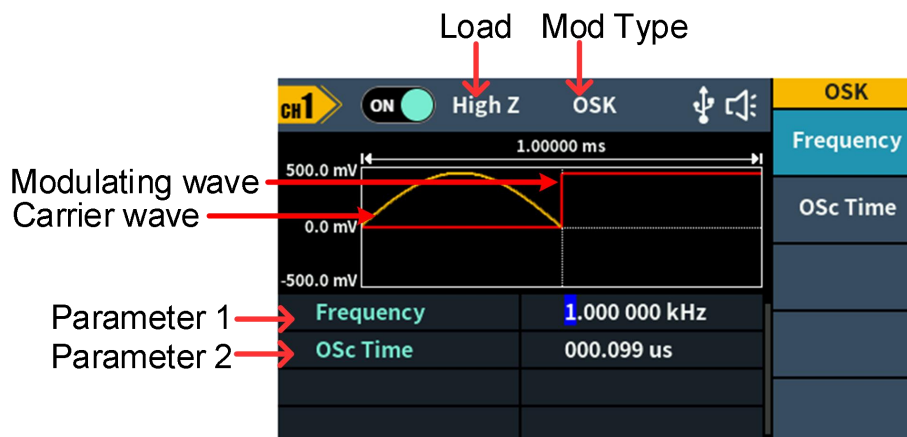 Load Mod Type
CH1 ON High Z OSK OSK
1.00000 ms
Frequency
500.0 mV
Modulating wave
Carrier wave
OSc Time
0.0 mV
-500.0 mV
Parameter 1 Frequency 1.000 000 kHz
Parameter 2 OSc Time 000.099 us